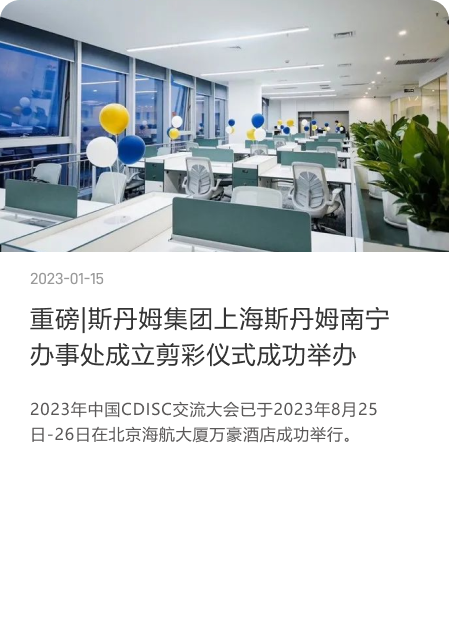 2023-01-15
重磅|斯丹姆集团上海斯丹姆南宁
办事处成立剪彩仪式成功举办
2023年中国CDISC交流大会已于2023年8月25
日-26日在北京海航大厦万豪酒店成功举行。